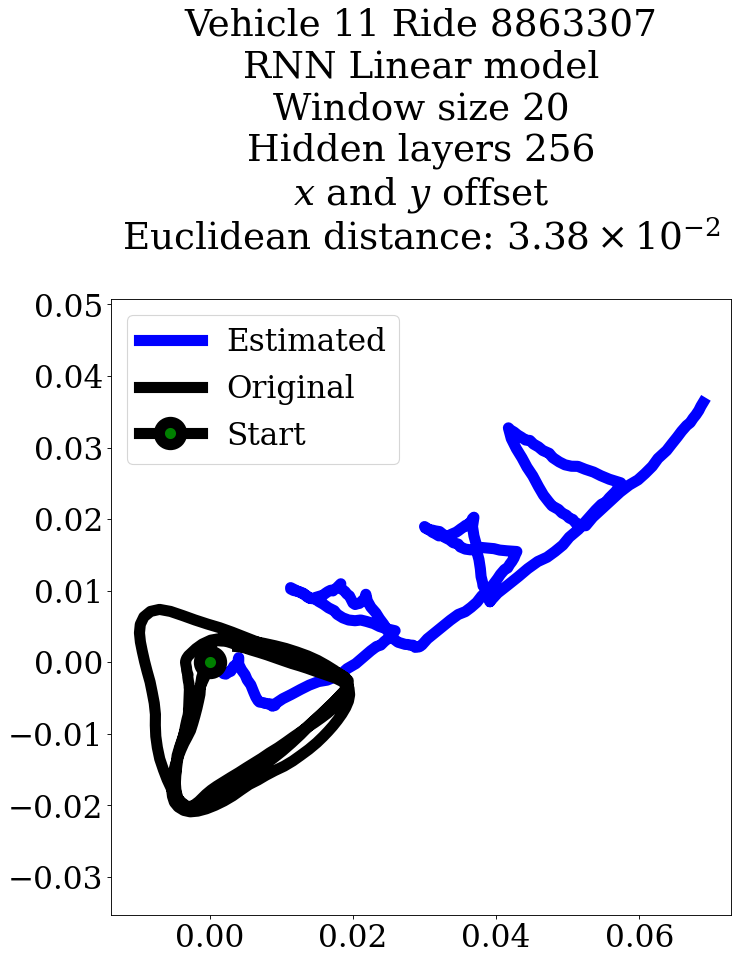 Vehicle 11 Ride 8863307
RNN Linear model
Window size 20
Hidden layers 256
x and y offset
Euclidean distance: 3.38 × 10⁻²
0.05
0.04
0.03
0.02
0.01
0.00
−0.01
−0.02
−0.03
Estimated
Original
Start
0.00 0.02 0.04 0.06